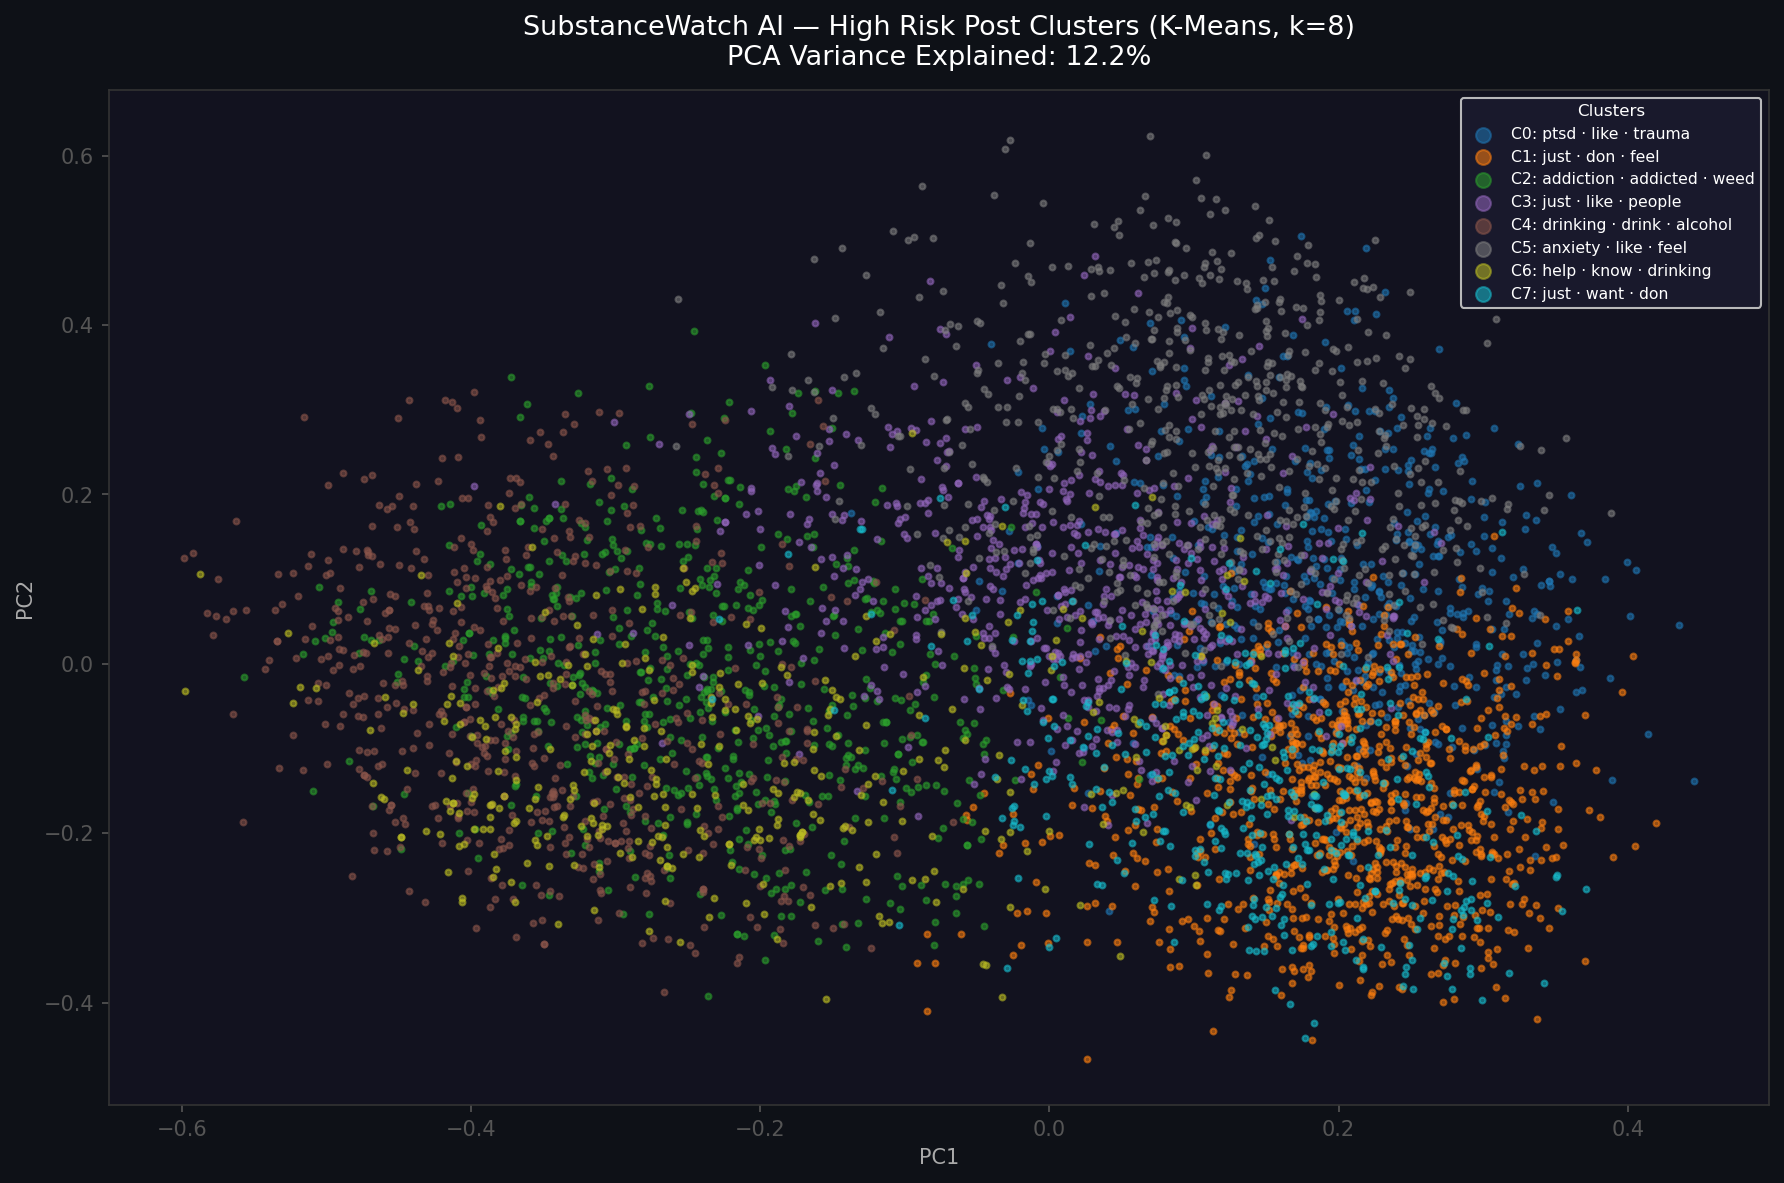 SubstanceWatch AI — High Risk Post Clusters (K-Means, k=8)
PCA Variance Explained: 12.2%
Clusters
C0: ptsd · like · trauma
C1: just · don · feel
C2: addiction · addicted · weed
C3: just · like · people
C4: drinking · drink · alcohol
C5: anxiety · like · feel
C6: help · know · drinking
C7: just · want · don
PC2
0.6
0.4
0.2
0.0
−0.2
−0.4
−0.6
−0.4
−0.2
0.0
0.2
0.4
PC1